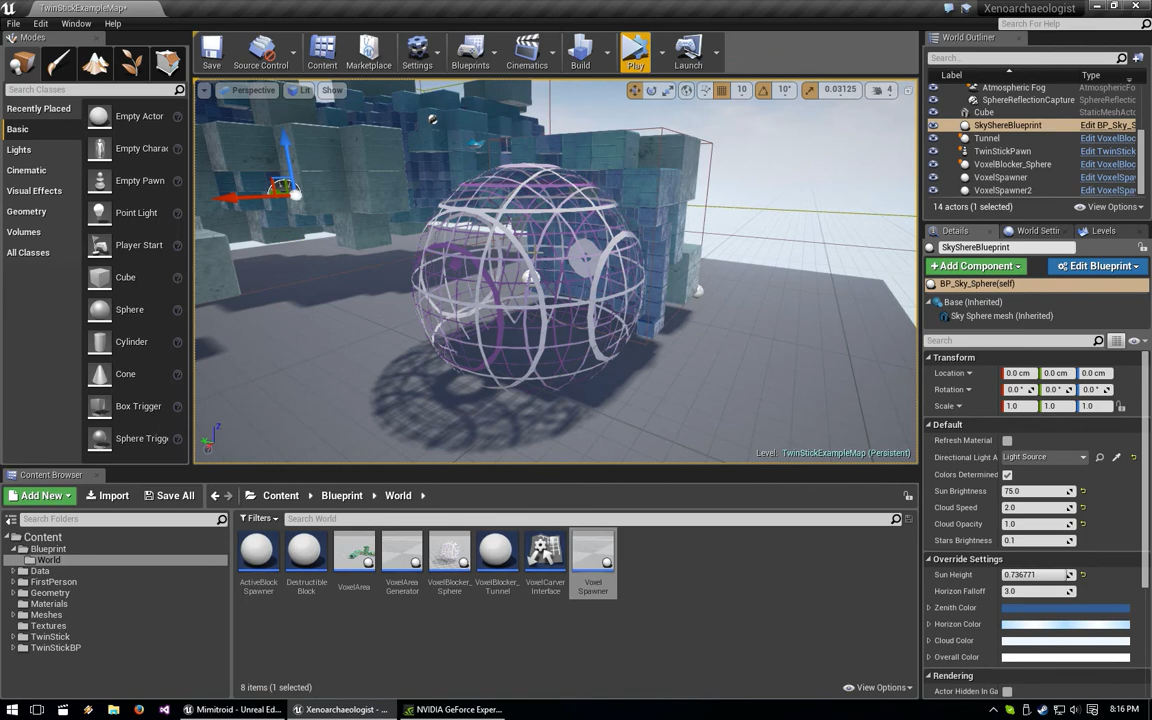 TwinStickExampleMap*
Xenoarchaeologist
File Edit Window Help
Search For Help
Modes
Search Classes
Recently Placed
Basic
Lights
Cinematic
Visual Effects
Geometry
Volumes
All Classes
Empty Actor
Empty Charac
Empty Pawn
Point Light
Player Start
Cube
Sphere
Cylinder
Cone
Box Trigger
Sphere Trigg
Save
Source Control
Content
Marketplace
Settings
Blueprints
Cinematics
Build
Play
Launch
Perspective
Lit
Show
10
10°
0.03125
4
Level: TwinStickExampleMap (Persistent)
World Outliner
Search...
Label Type
Atmospheric Fog AtmosphericFo
SphereReflectionCapture SphereReflectic
Cube StaticMeshActo
SkyShereBlueprint Edit BP_Sky_S
Tunnel Edit VoxelBloc
TwinStickPawn Edit TwinStick
VoxelBlocker_Sphere Edit VoxelBloc
VoxelSpawner Edit VoxelSpa
VoxelSpawner2 Edit VoxelSpa
14 actors (1 selected)
View Options
Details
World Settin
Levels
SkyShereBlueprint
+Add Component
Edit Blueprint
BP_Sky_Sphere(self)
Base (Inherited)
Sky Sphere mesh (Inherited)
Search
Transform
Location 0.0 cm 0.0 cm 0.0 cm
Rotation 0.0 ° 0.0 ° 0.0 °
Scale 1.0 1.0 1.0
Default
Refresh Material
Directional Light A Light Source
Colors Determined
Sun Brightness 75.0
Cloud Speed 2.0
Cloud Opacity 1.0
Stars Brightness 0.1
Override Settings
Sun Height 0.736771
Horizon Falloff 3.0
Zenith Color
Horizon Color
Cloud Color
Overall Color
Rendering
Actor Hidden In Ga
Content Browser
Add New
Import
Save All
Content
Blueprint
World
Search Folders
Filters
Search World
Content
Blueprint
World
Data
FirstPerson
Geometry
Materials
Meshes
Textures
TwinStick
TwinStickBP
ActiveBlock
Spawner
Destructible
Block
VoxelArea
VoxelArea
Generator
VoxelBlocker_
Sphere
VoxelBlocker_
Tunnel
VoxelCarver
Interface
Voxel
Spawner
8 items (1 selected)
View Options
Mimitroid - Unreal Ed...
Xenoarchaeologist - ...
NVIDIA GeForce Exper...
8:16 PM